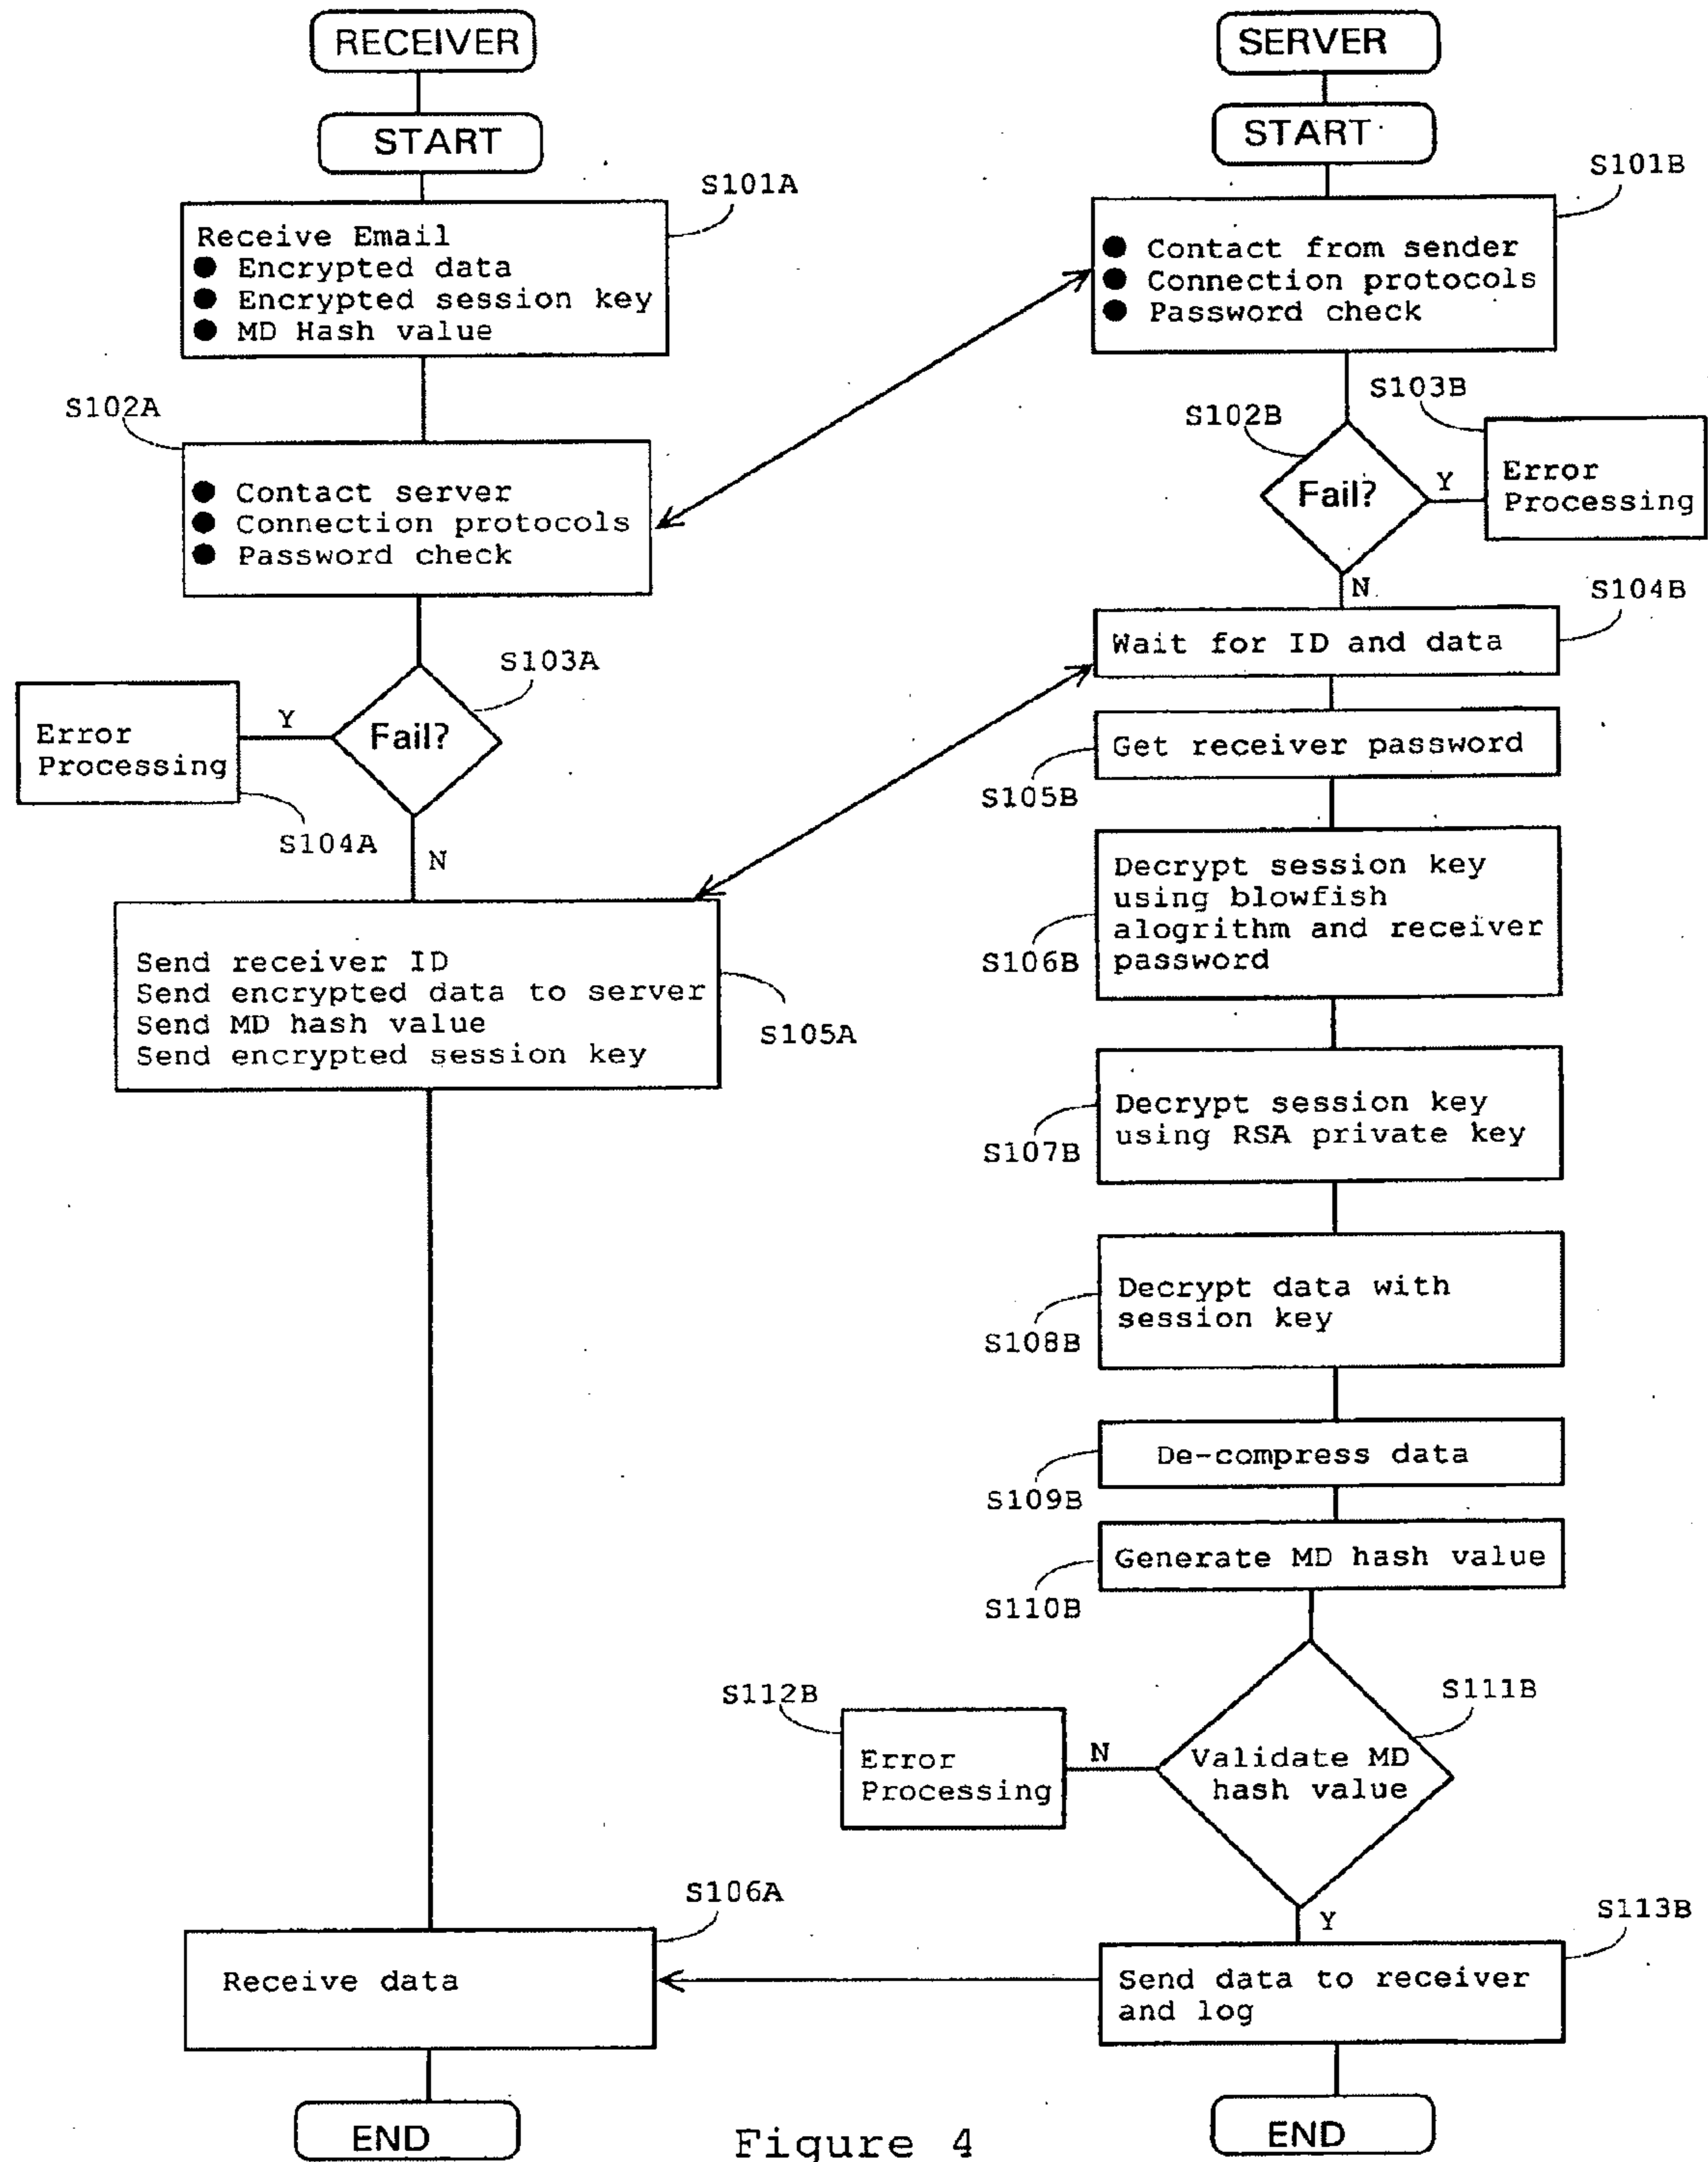 RECEIVER
START
S101A
Receive Email
● Encrypted data
● Encrypted session key
● MD Hash value
S102A
● Contact server
● Connection protocols
● Password check
S103A
Fail?
Y
Error
Processing
S104A
N
Send receiver ID
Send encrypted data to server
Send MD hash value
Send encrypted session key
S105A
S106A
Receive data
END
SERVER
START
S101B
● Contact from sender
● Connection protocols
● Password check
S102B
Fail?
Y
S103B
Error
Processing
N
S104B
Wait for ID and data
Get receiver password
S105B
Decrypt session key
using blowfish
alogrithm and receiver
password
S106B
Decrypt session key
using RSA private key
S107B
Decrypt data with
session key
S108B
De-compress data
S109B
Generate MD hash value
S110B
S111B
Validate MD
hash value
N
S112B
Error
Processing
Y
S113B
Send data to receiver
and log
END
Figure 4